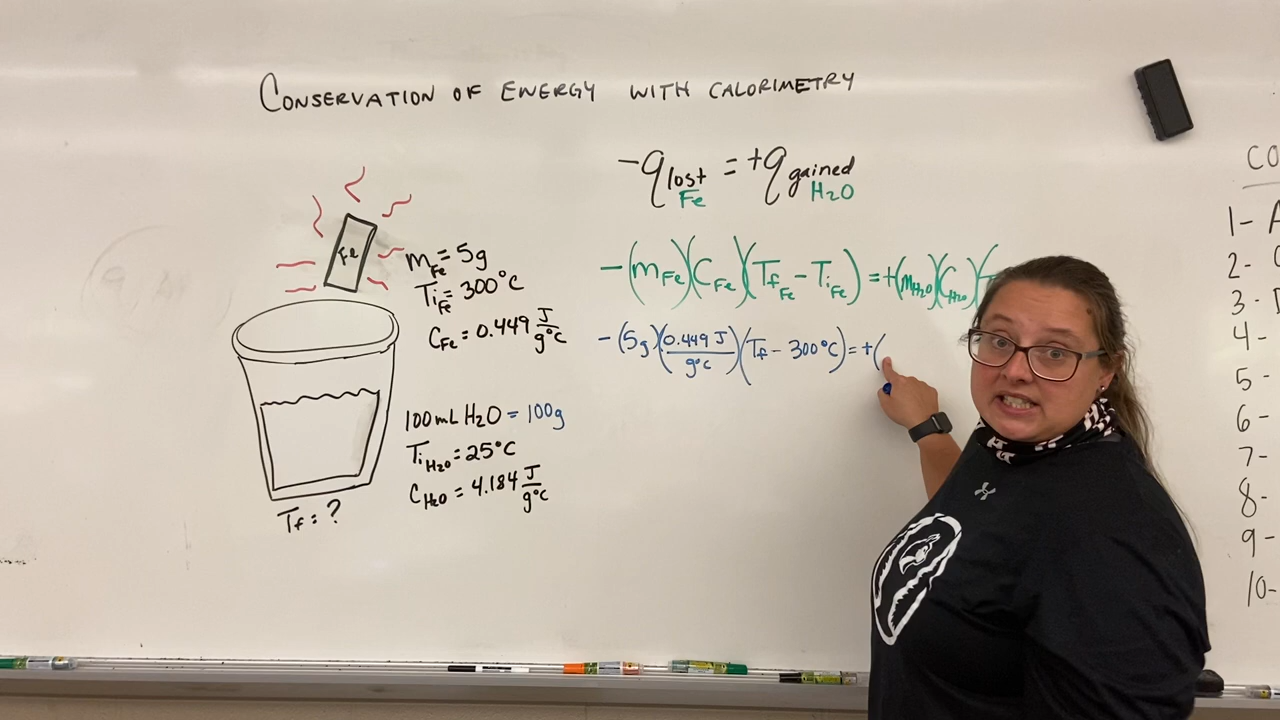 CONSERVATION OF ENERGY WITH CALORIMETRY
-q lost = +q gained
Fe H2O
-(mFe)(CFe)(TfFe - TiFe) = +(mH2O)(CH2O)(T
-(5g)(0.449 J/g°C)(Tf - 300°C) = +(
Fe
mFe = 5g
TiFe = 300°C
CFe = 0.449 J/g°C
100 mL H2O = 100g
TiH2O = 25°C
CH2O = 4.184 J/g°C
Tf = ?
CO
1-
2-
3-
4-
5-
6-
7-
8-
9-
10-